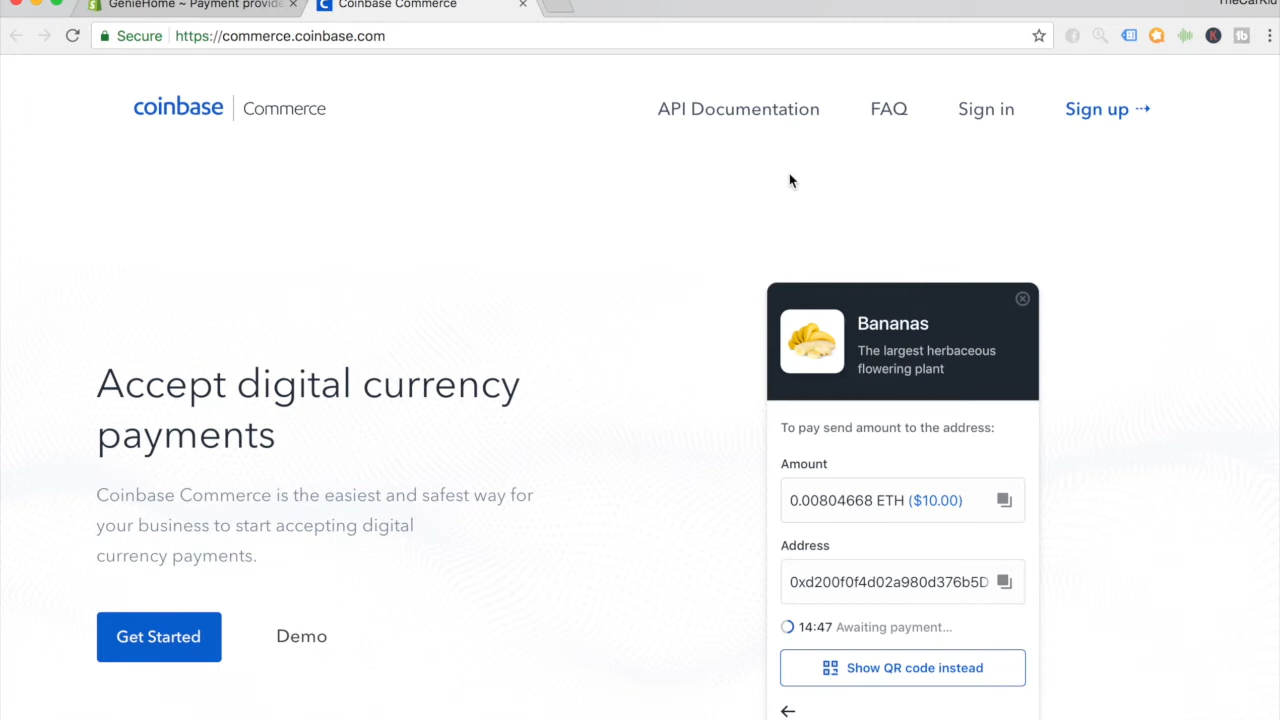 GenieHome ~ Payment provide
Coinbase Commerce
TheCarKid
Secure
https://commerce.coinbase.com
coinbase
Commerce
API Documentation
FAQ
Sign in
Sign up
Accept digital currency
payments
Coinbase Commerce is the easiest and safest way for
your business to start accepting digital
currency payments.
Get Started
Demo
Bananas
The largest herbaceous
flowering plant
To pay send amount to the address:
Amount
0.00804668 ETH ($10.00)
Address
0xd200f0f4d02a980d376b5D
14:47 Awaiting payment...
Show QR code instead